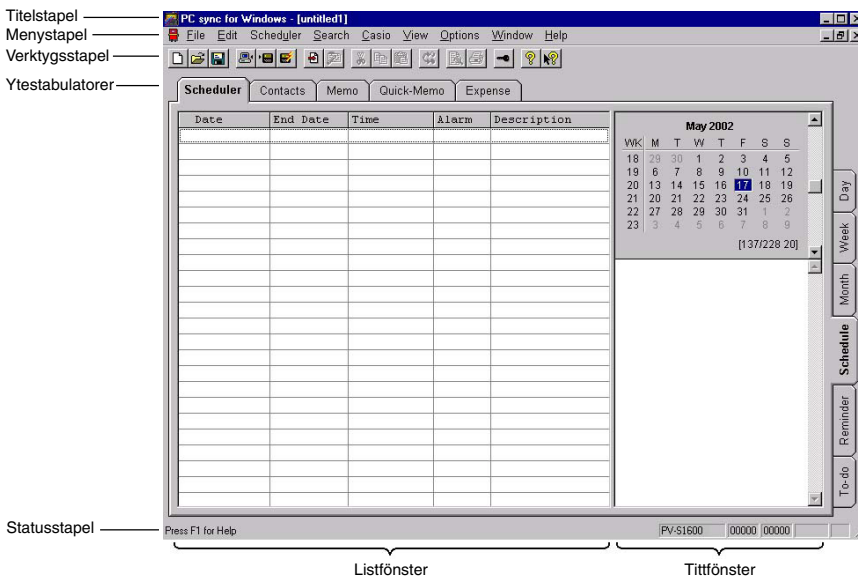 Titelstapel
PC sync for Windows - [untitled1]
Menystapel
File Edit Scheduler Search Casio View Options Window Help
Verktygsstapel
Ytestabulatorer
Scheduler Contacts Memo Quick-Memo Expense
Date End Date Time Alarm Description
May 2002
WK M T W T F S S
18 29 30 1 2 3 4 5
19 6 7 8 9 10 11 12
20 13 14 15 16 17 18 19
21 20 21 22 23 24 25 26
22 27 28 29 30 31 1 2
23 3 4 5 6 7 8 9
[137/228 20]
Day
Week
Month
Schedule
Reminder
To-do
Statusstapel
Press F1 for Help
PV-S1600 00000 00000
Listfönster
Tittfönster